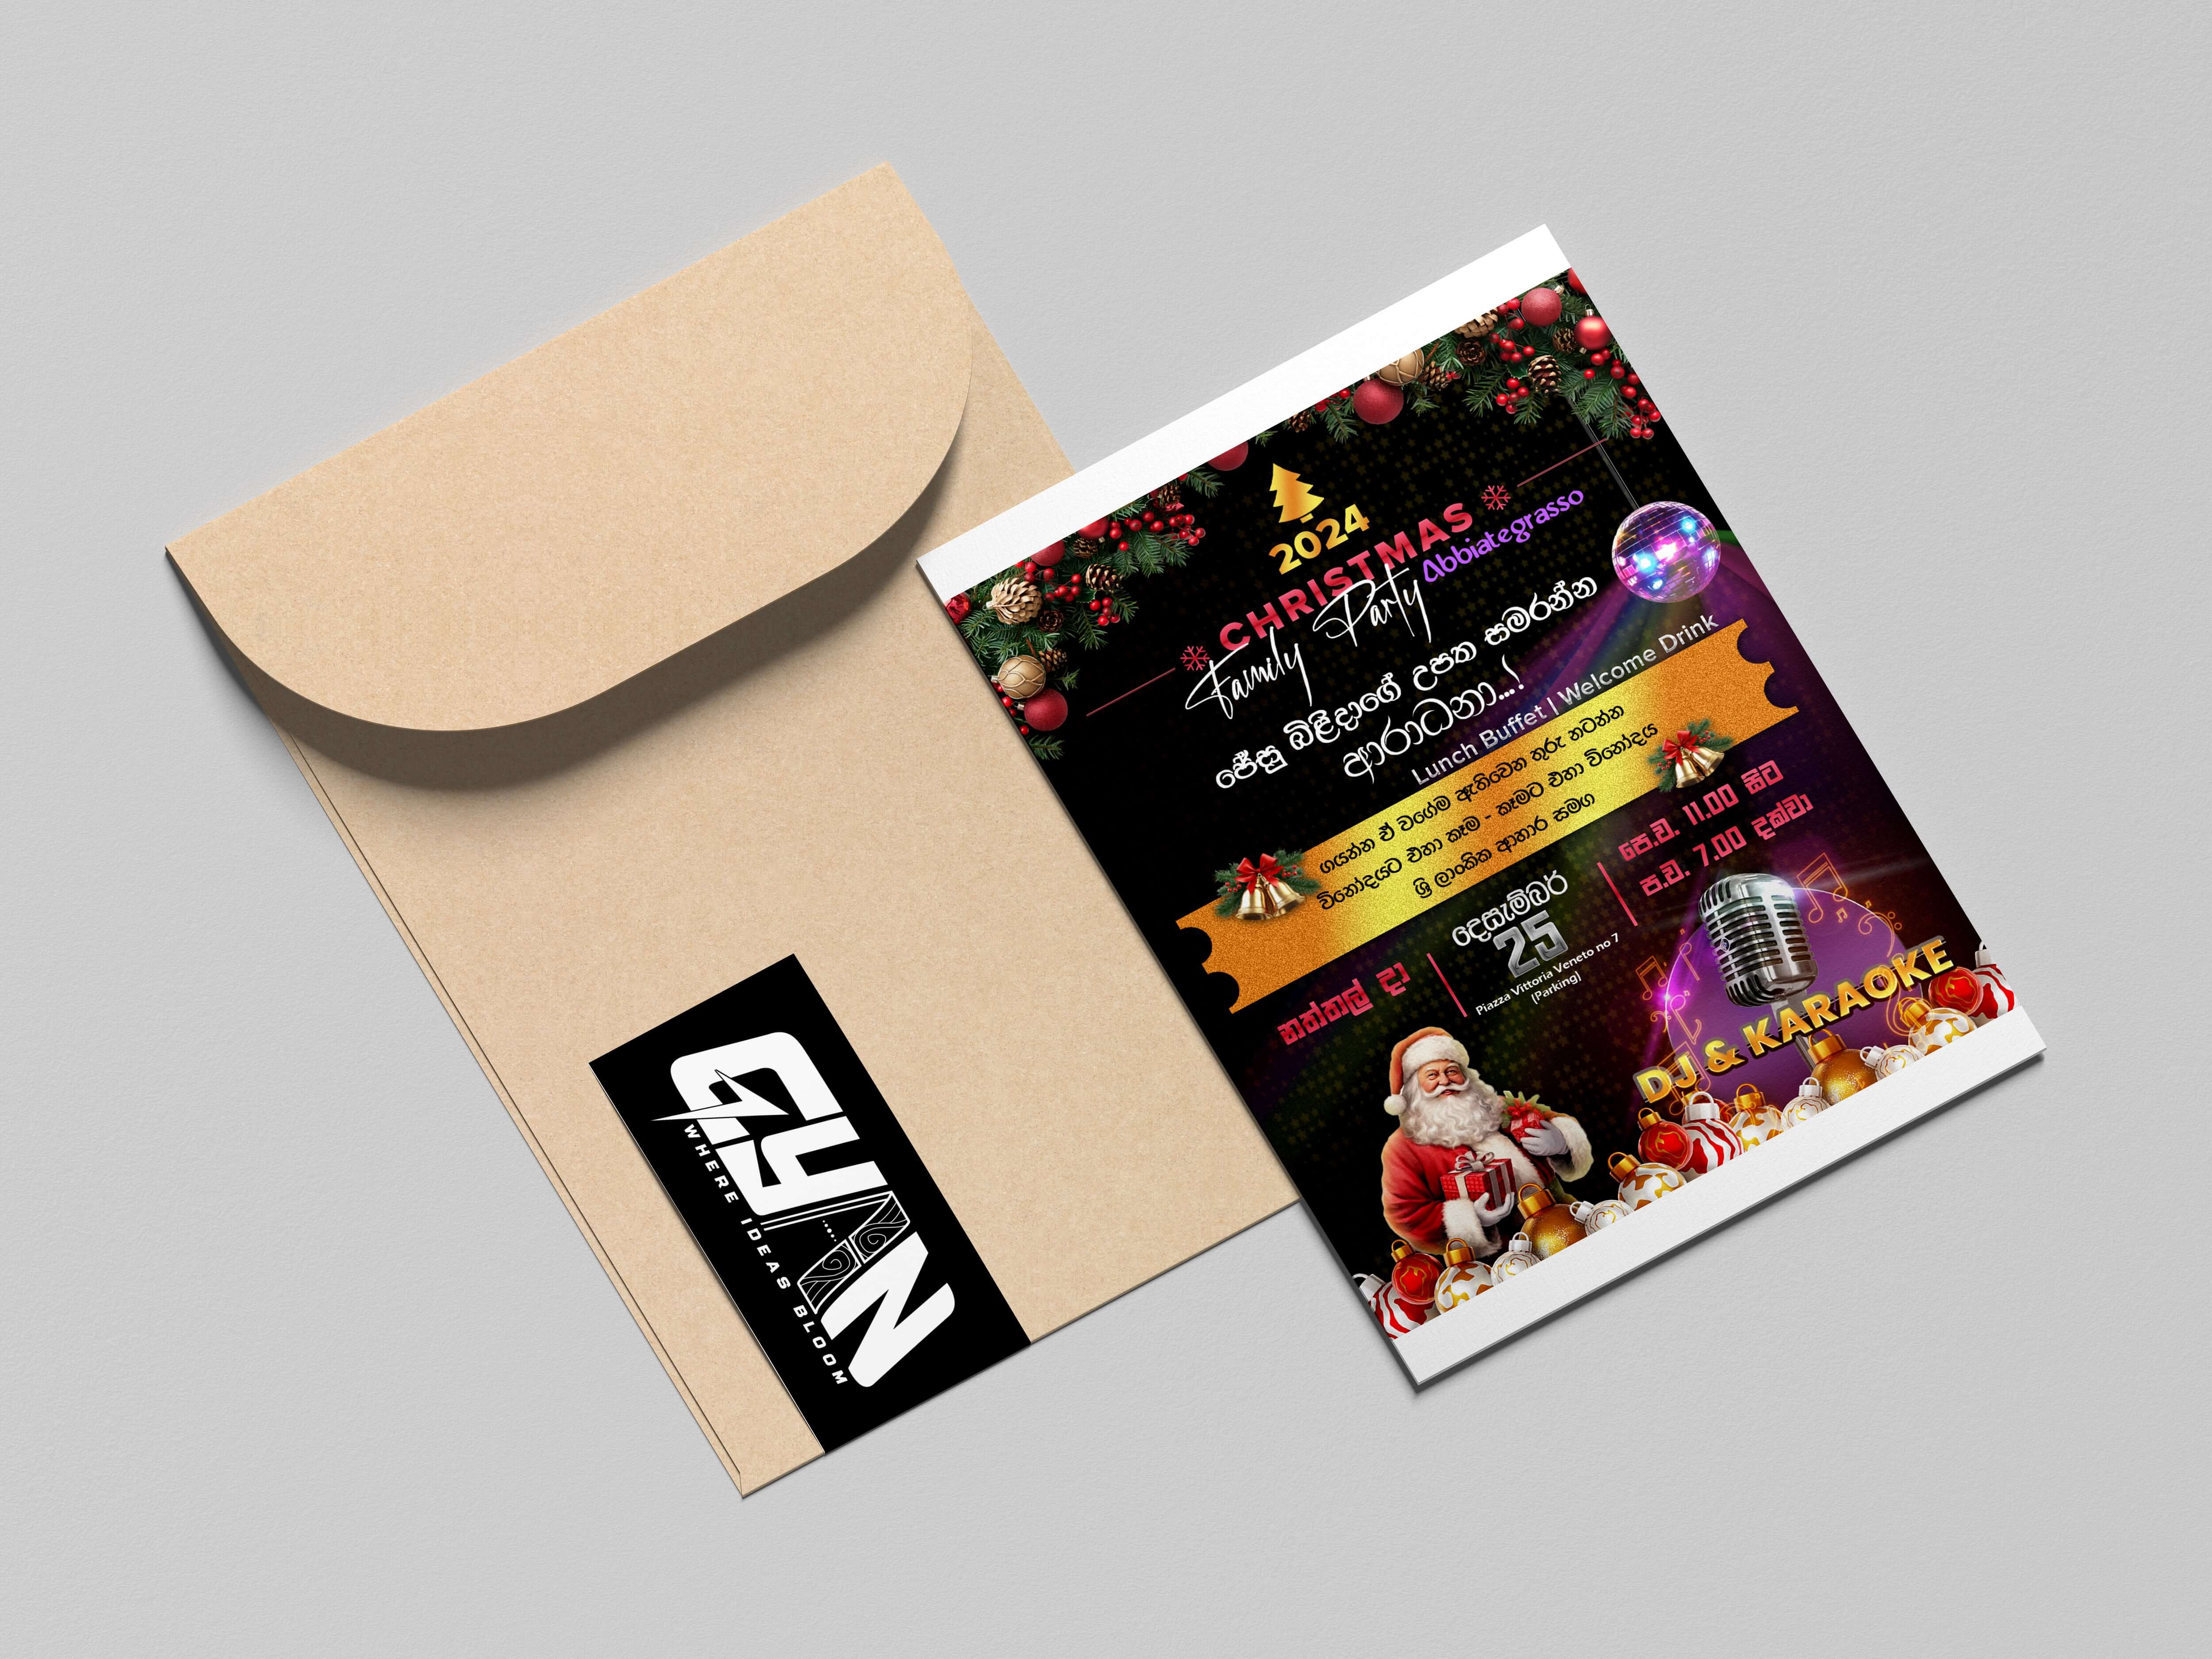 2024
CHRISTMAS
Family Party Abbiategrasso
ජේසු බිළිඳාගේ උපත සමරන්න
ආරාධනා...!
Lunch Buffet | Welcome Drink
ගයන්න ඒ වගේම ඇතිවෙන තුරු නටන්න
විනෝදයට එහා කෑම - කෑමට එහා විනෝදය
ශ්‍රී ලාංකික ආහාර සමග
නත්තල් දා
දෙසැම්බර්
25
Piazza Vittoria Veneto no 7
(Parking)
පෙ.ව. 11.00 සිට
ප.ව. 7.00 දක්වා
DJ & KARAOKE
CYAN
WHERE IDEAS BLOOM